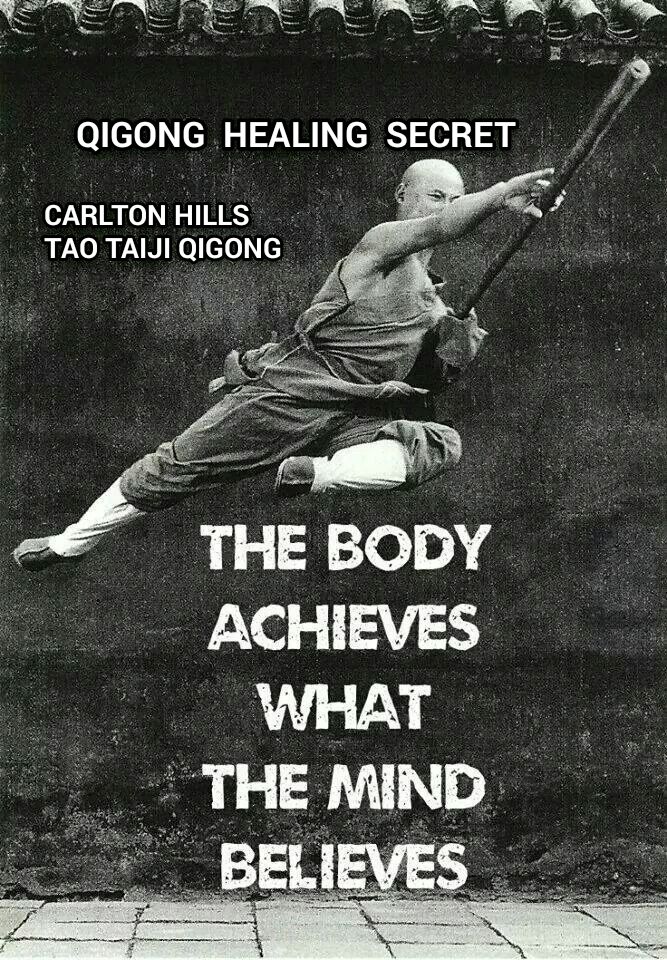 QIGONG HEALING SECRET
CARLTON HILLS
TAO TAIJI QIGONG
THE BODY
ACHIEVES
WHAT
THE MIND
BELIEVES